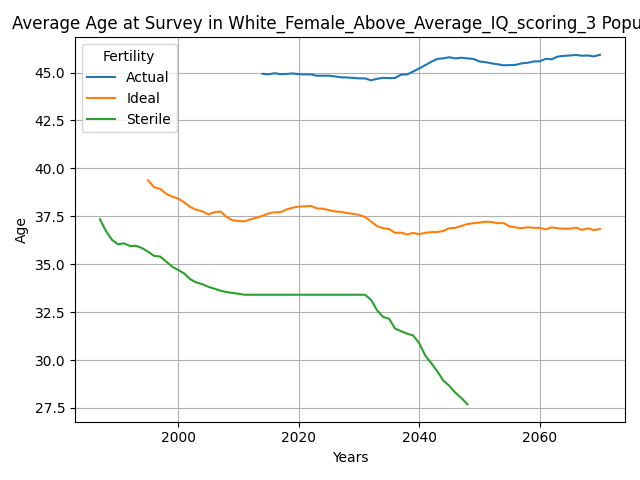 Average Age at Survey in White_Female_Above_Average_IQ_scoring_3 Popu
Fertility
Actual
Ideal
Sterile
Age
45.0
42.5
40.0
37.5
35.0
32.5
30.0
27.5
2000 2020 2040 2060
Years